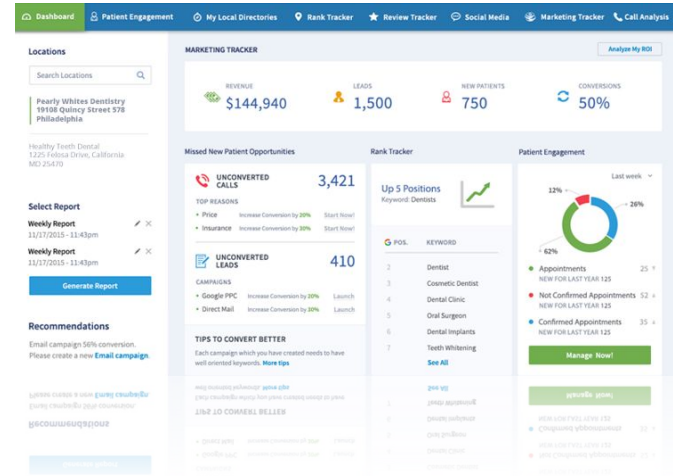 Dashboard
Patient Engagement
My Local Directories
Rank Tracker
Review Tracker
Social Media
Marketing Tracker
Call Analysis
Locations
Search Locations
Pearly Whites Dentistry
19108 Quincy Street 578
Philadelphia
Healthy Teeth Dental
1225 Felosa Drive, California
MD 25470
Select Report
Weekly Report
11/17/2015 - 11:43pm
Weekly Report
11/17/2015 - 11:43pm
Generate Report
Recommendations
Email campaign 56% conversion.
Please create a new Email campaign.
MARKETING TRACKER
Analyze My ROI
REVENUE
$144,940
LEADS
1,500
NEW PATIENTS
750
CONVERSIONS
50%
Missed New Patient Opportunities
UNCONVERTED
CALLS
3,421
TOP REASONS
• Price Increase Conversion by 20% Start Now!
• Insurance Increase Conversion by 20% Start Now!
UNCONVERTED
LEADS
410
CAMPAIGNS
• Google PPC Increase Conversion by 20% Launch
• Direct Mail Increase Conversion by 20% Launch
TIPS TO CONVERT BETTER
Each campaign which you have created needs to have
well oriented keywords. More tips
Rank Tracker
Up 5 Positions
Keyword: Dentists
G POS. KEYWORD
2 Dentist
3 Cosmetic Dentist
4 Dental Clinic
5 Oral Surgeon
6 Dental Implants
7 Teeth Whitening
See All
Patient Engagement
Last week
12%
26%
62%
Appointments 25
NEW FOR LAST YEAR 125
Not Confirmed Appointments 52
NEW FOR LAST YEAR 125
Confirmed Appointments 35
NEW FOR LAST YEAR 125
Manage Now!